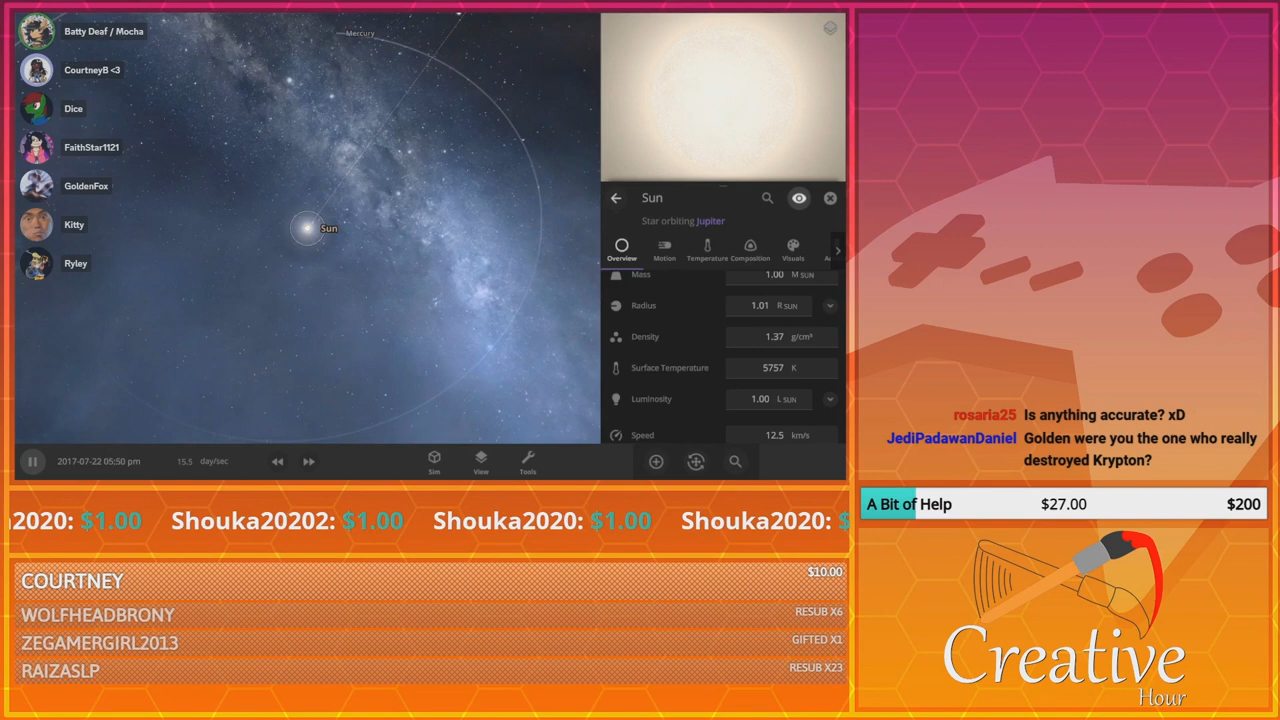 Batty Deaf / Mocha
CourtneyB <3
Dice
FaithStar1121
GoldenFox
Kitty
Ryley
Mercury
Sun
Sun
Star orbiting Jupiter
Overview
Motion
Temperature
Composition
Visuals
Mass 1.00 M SUN
Radius 1.01 R SUN
Density 1.37 g/cm³
Surface Temperature 5757 K
Luminosity 1.00 L SUN
Speed 12.5 km/s
2017-07-22 05:50 pm 15.5 day/sec
Sim
View
Tools
rosaria25 Is anything accurate? xD
JediPadawanDaniel Golden were you the one who really
destroyed Krypton?
A Bit of Help $27.00 $200
a2020: $1.00 Shouka20202: $1.00 Shouka2020: $1.00 Shouka2020: $
COURTNEY $10.00
WOLFHEADBRONY RESUB X6
ZEGAMERGIRL2013 GIFTED X1
RAIZASLP RESUB X23
Creative
Hour